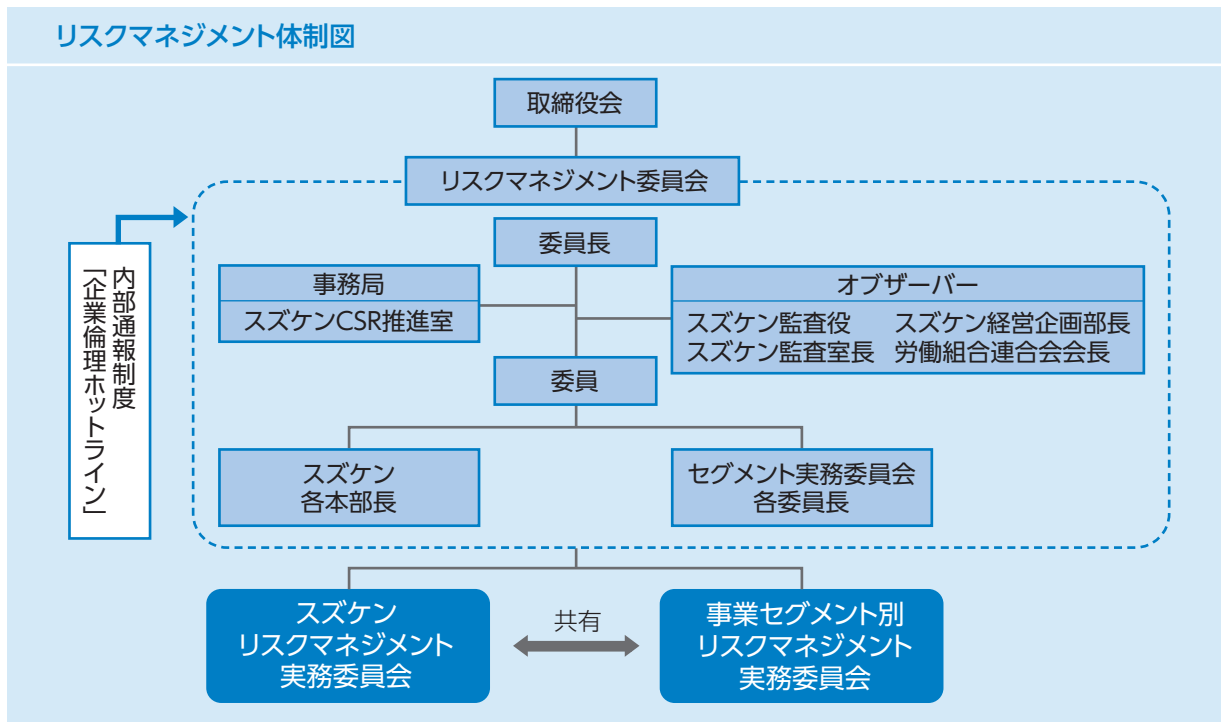 リスクマネジメント体制図
取締役会
リスクマネジメント委員会
委員長
事務局
スズケンCSR推進室
オブザーバー
スズケン監査役 スズケン経営企画部長
スズケン監査室長 労働組合連合会会長
委員
スズケン
各本部長
セグメント実務委員会
各委員長
内部通報制度
「企業倫理ホットライン」
スズケン
リスクマネジメント
実務委員会
共有
事業セグメント別
リスクマネジメント
実務委員会